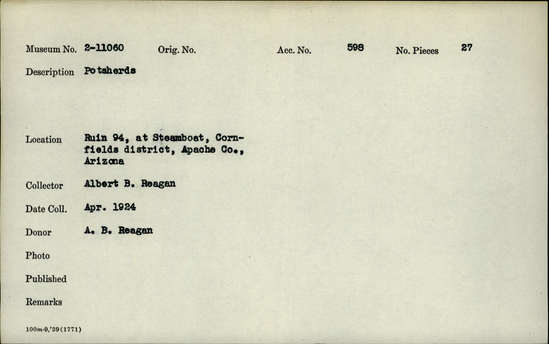 Museum No. 2-11060 Orig. No. Acc. No. 598 No. Pieces 27
Description Potsherds
Location Ruin 94, at Steamboat, Corn-
fields district, Apache Co.,
Arizona
Collector Albert B. Reagan
Date Coll. Apr. 1924
Donor A. B. Reagan
Photo
Published
Remarks
100m-9,'39(1771)